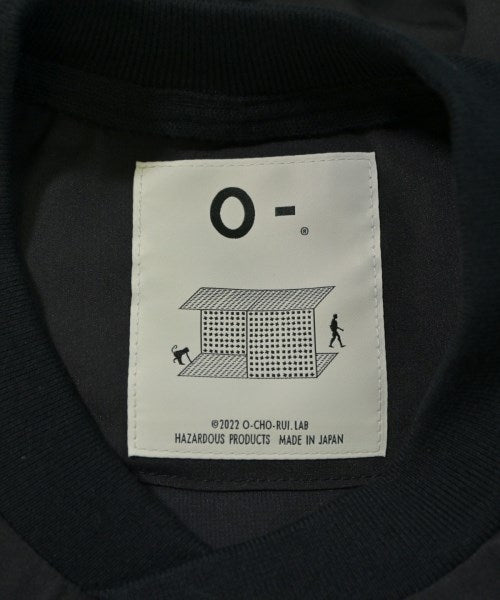 O -
®
©2022 O-CHO-RUI.LAB
HAZARDOUS PRODUCTS MADE IN JAPAN